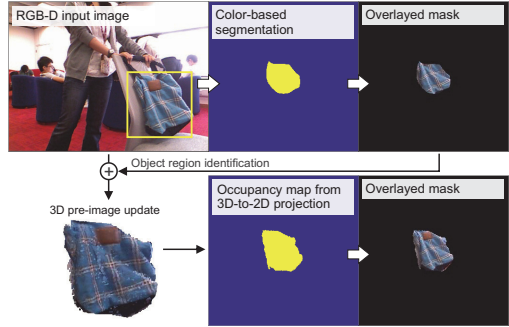 RGB-D input image
Color-based
segmentation
Overlayed mask
Object region identification
3D pre-image update
Occupancy map from
3D-to-2D projection
Overlayed mask